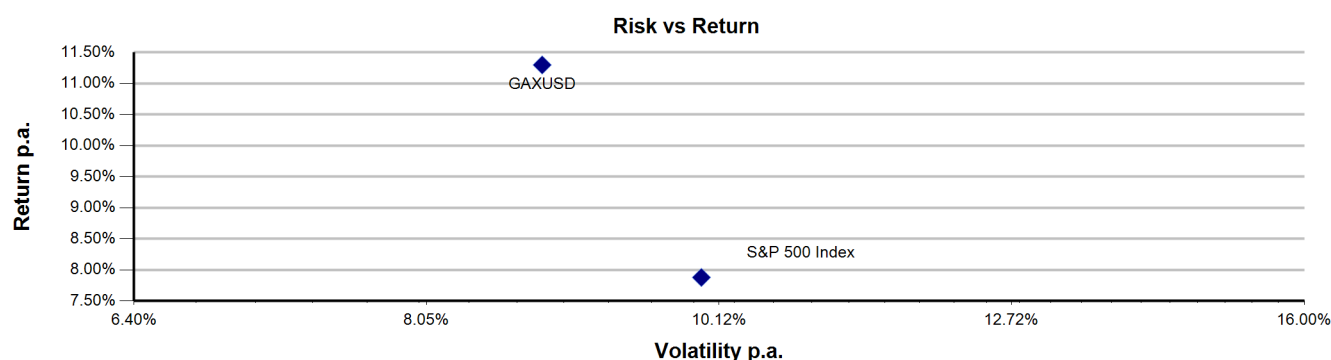 Risk vs Return
11.50%
GAXUSD
11.00%
10.50%
10.00%
Return p.a.
9.50%
9.00%
8.50%
S&P 500 Index
8.00%
7.50%
6.40% 8.05% 10.12% 12.72% 16.00%
Volatility p.a.